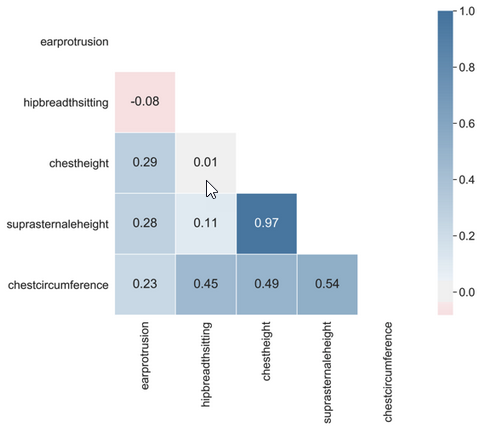 1.0
earprotrusion
0.8
hipbreadthsitting -0.08
0.6
chestheight 0.29 0.01
0.4
suprasternaleheight 0.28 0.11 0.97
0.2
chestcircumference 0.23 0.45 0.49 0.54
0.0
earprotrusion
hipbreadthsitting
chestheight
suprasternaleheight
chestcircumference